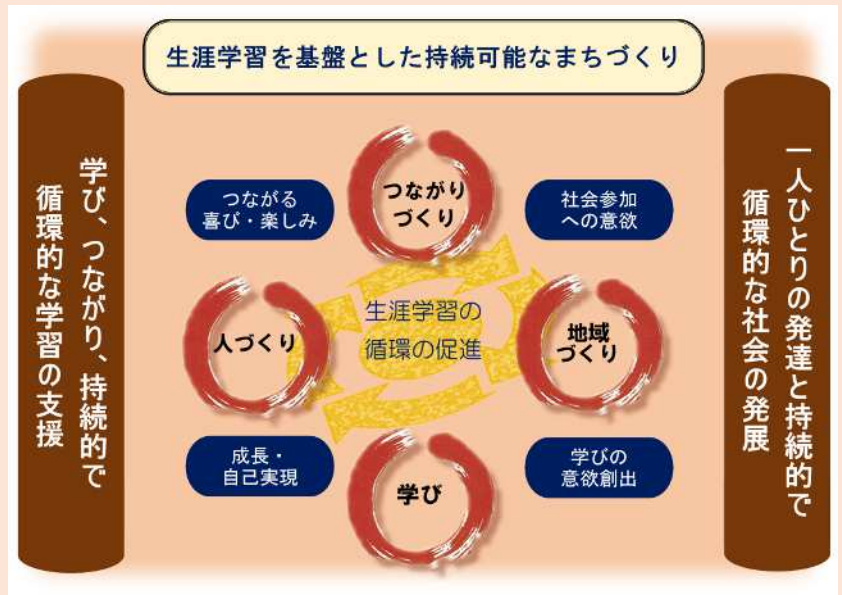 生涯学習を基盤とした持続可能なまちづくり
学び、つながり、持続的で
循環的な学習の支援
つながる
喜び・楽しみ
つながり
づくり
社会参加
への意欲
人づくり
生涯学習の
循環の促進
地域
づくり
成長・
自己実現
学び
学びの
意欲創出
一人ひとりの発達と持続的で
循環的な社会の発展